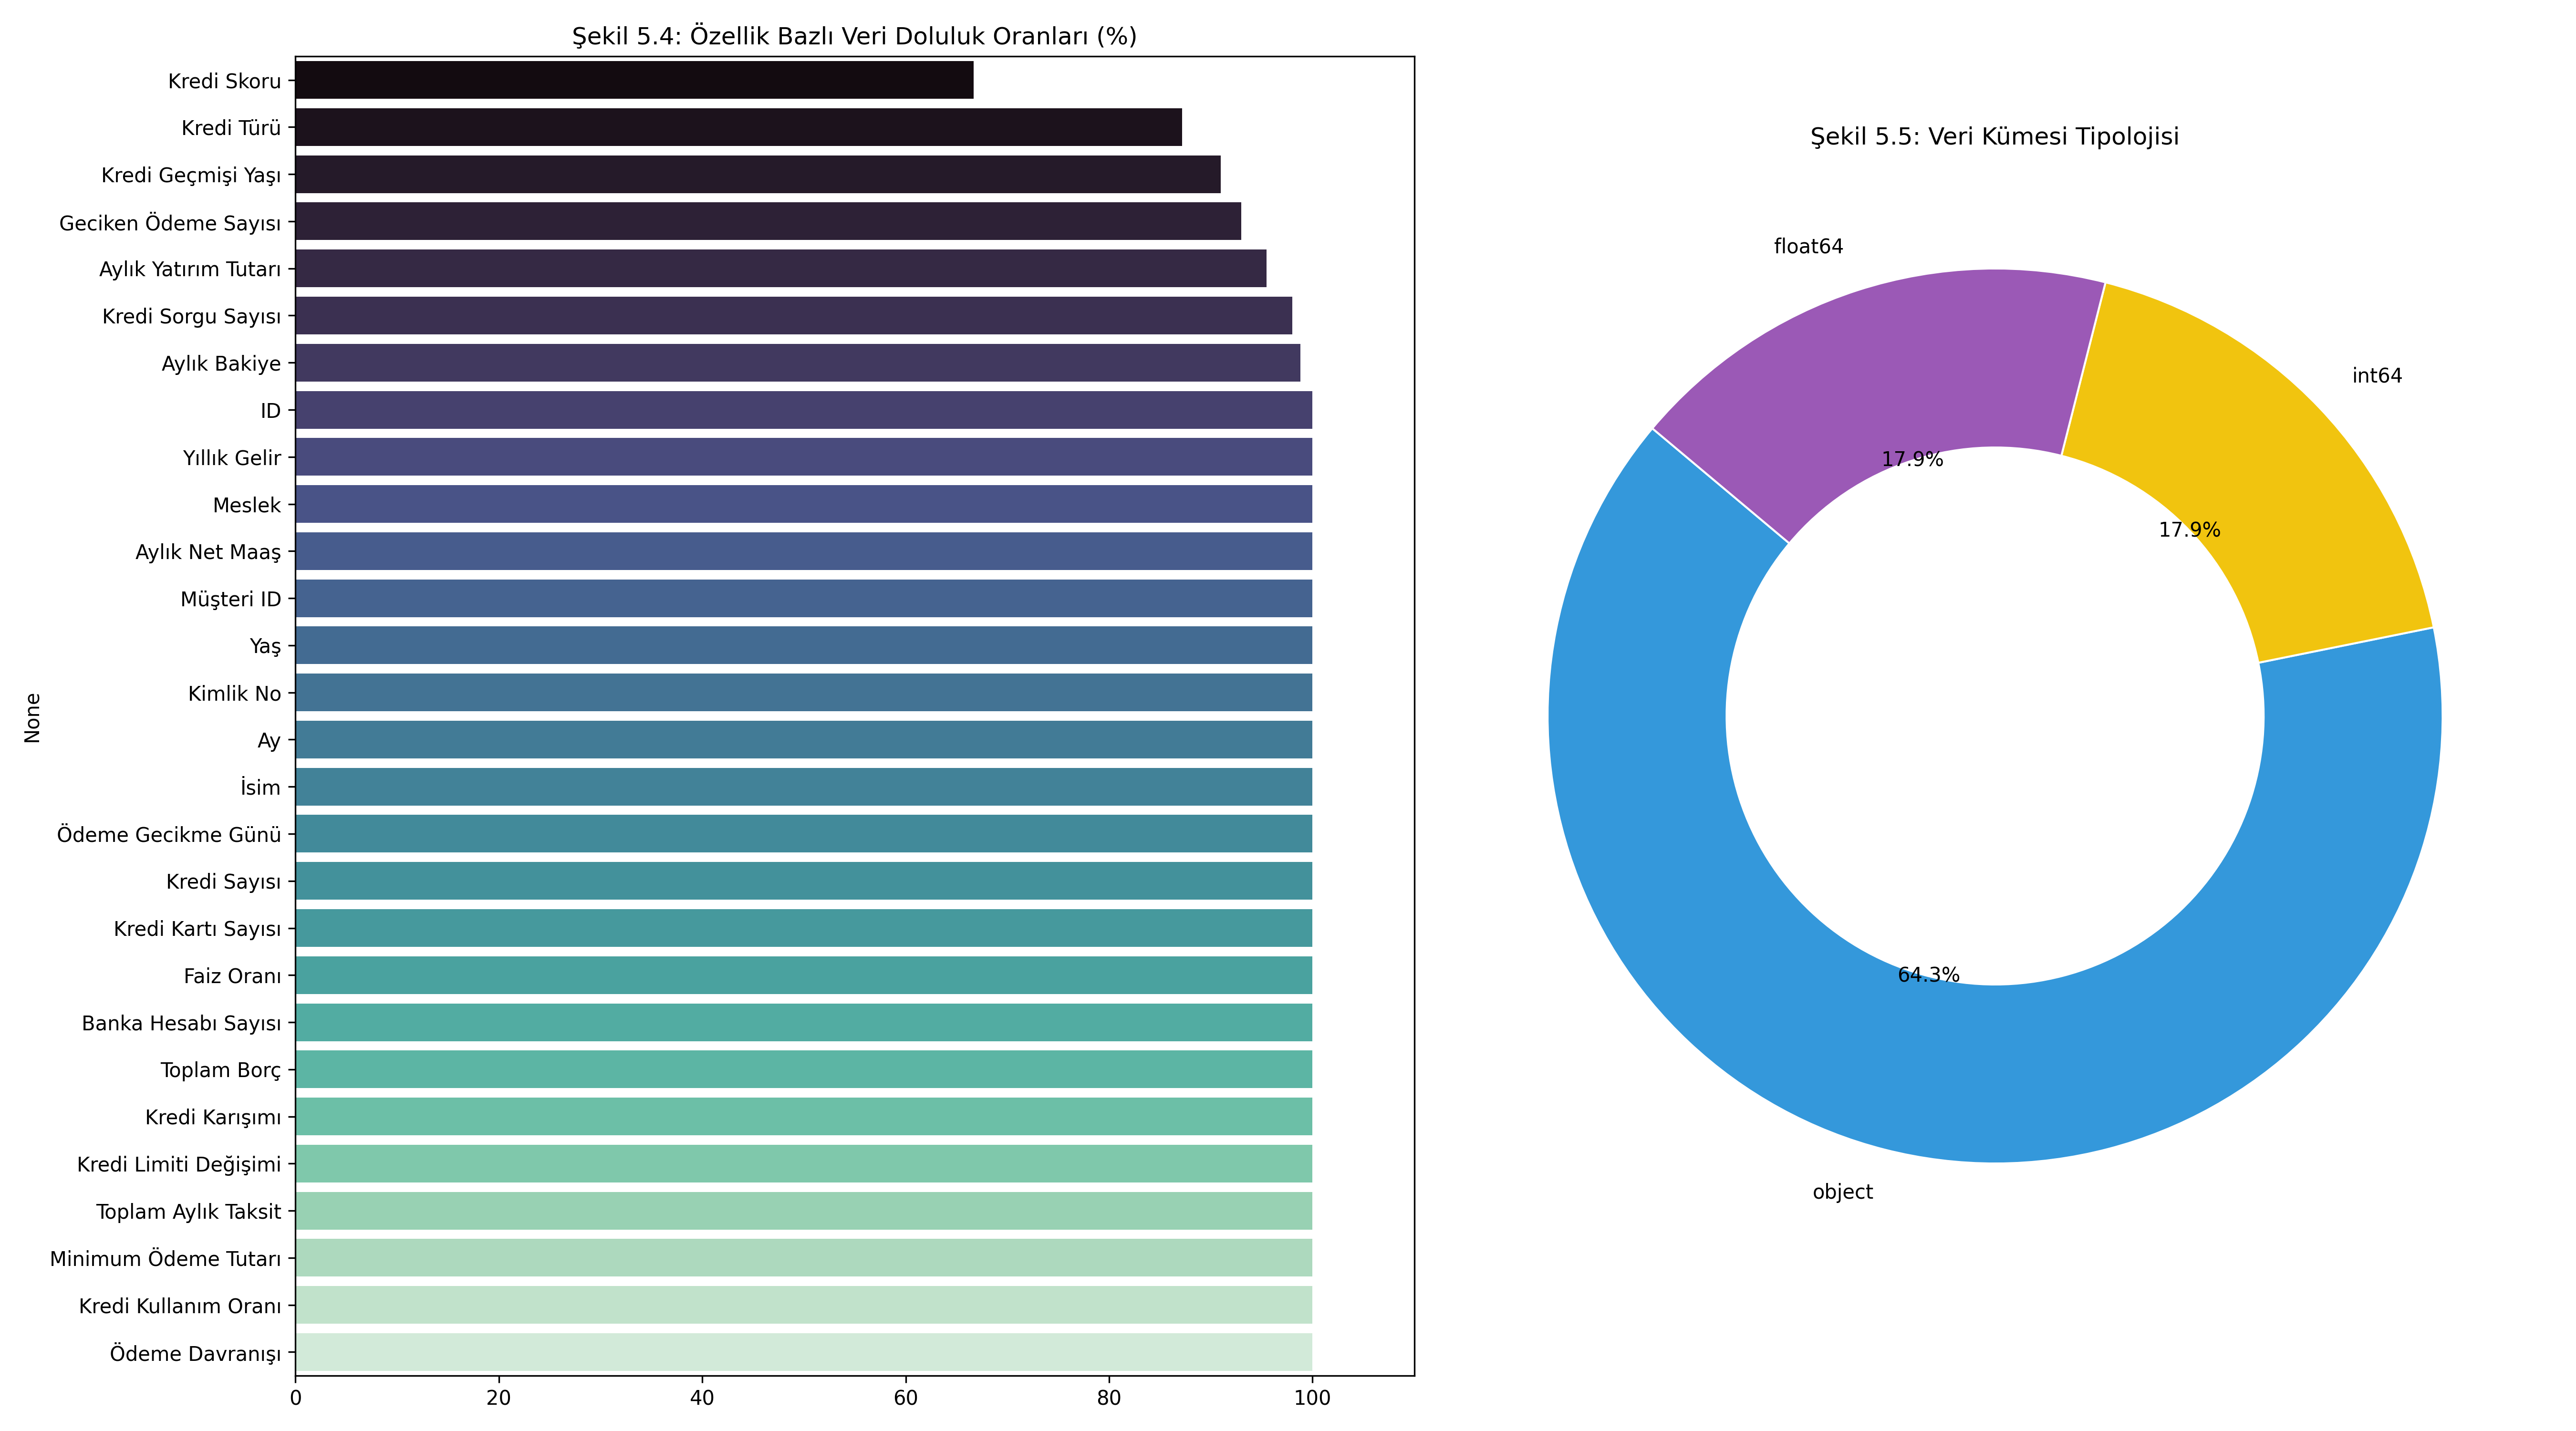 Şekil 5.4: Özellik Bazlı Veri Doluluk Oranları (%)
Kredi Skoru
Kredi Türü
Kredi Geçmişi Yaşı
Geciken Ödeme Sayısı
Aylık Yatırım Tutarı
Kredi Sorgu Sayısı
Aylık Bakiye
ID
Yıllık Gelir
Meslek
Aylık Net Maaş
Müşteri ID
Yaş
Kimlik No
Ay
İsim
Ödeme Gecikme Günü
Kredi Sayısı
Kredi Kartı Sayısı
Faiz Oranı
Banka Hesabı Sayısı
Toplam Borç
Kredi Karışımı
Kredi Limiti Değişimi
Toplam Aylık Taksit
Minimum Ödeme Tutarı
Kredi Kullanım Oranı
Ödeme Davranışı
None
0 20 40 60 80 100
Şekil 5.5: Veri Kümesi Tipolojisi
float64
int64
17.9%
17.9%
64.3%
object